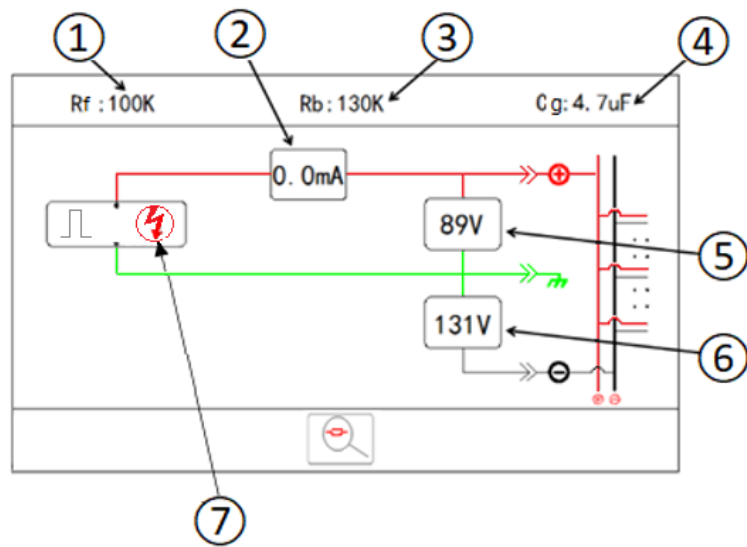 ① ② ③ ④
Rf :100K Rb:130K Cg:4.7uF
0.0mA
89V
⑤
131V
⑥
⑦